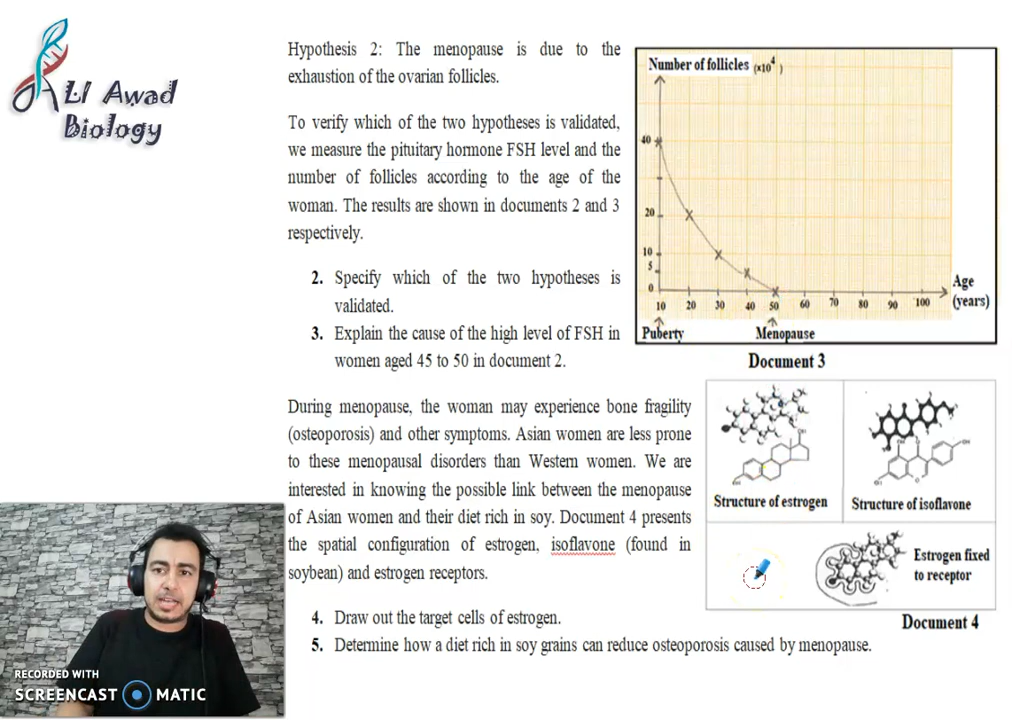 ALI Awad
Biology
Hypothesis 2: The menopause is due to the
exhaustion of the ovarian follicles.
To verify which of the two hypotheses is validated,
we measure the pituitary hormone FSH level and the
number of follicles according to the age of the
woman. The results are shown in documents 2 and 3
respectively.
2. Specify which of the two hypotheses is
validated.
3. Explain the cause of the high level of FSH in
women aged 45 to 50 in document 2.
Number of follicles (x10⁴)
40
20
10
5
0
10 20 30 40 50 60 70 80 90 100
Age
(years)
Puberty Menopause
Document 3
During menopause, the woman may experience bone fragility
(osteoporosis) and other symptoms. Asian women are less prone
to these menopausal disorders than Western women. We are
interested in knowing the possible link between the menopause
of Asian women and their diet rich in soy. Document 4 presents
the spatial configuration of estrogen, isoflavone (found in
soybean) and estrogen receptors.
Structure of estrogen
Structure of isoflavone
Estrogen fixed
to receptor
Document 4
4. Draw out the target cells of estrogen.
5. Determine how a diet rich in soy grains can reduce osteoporosis caused by menopause.
RECORDED WITH
SCREENCAST MATIC